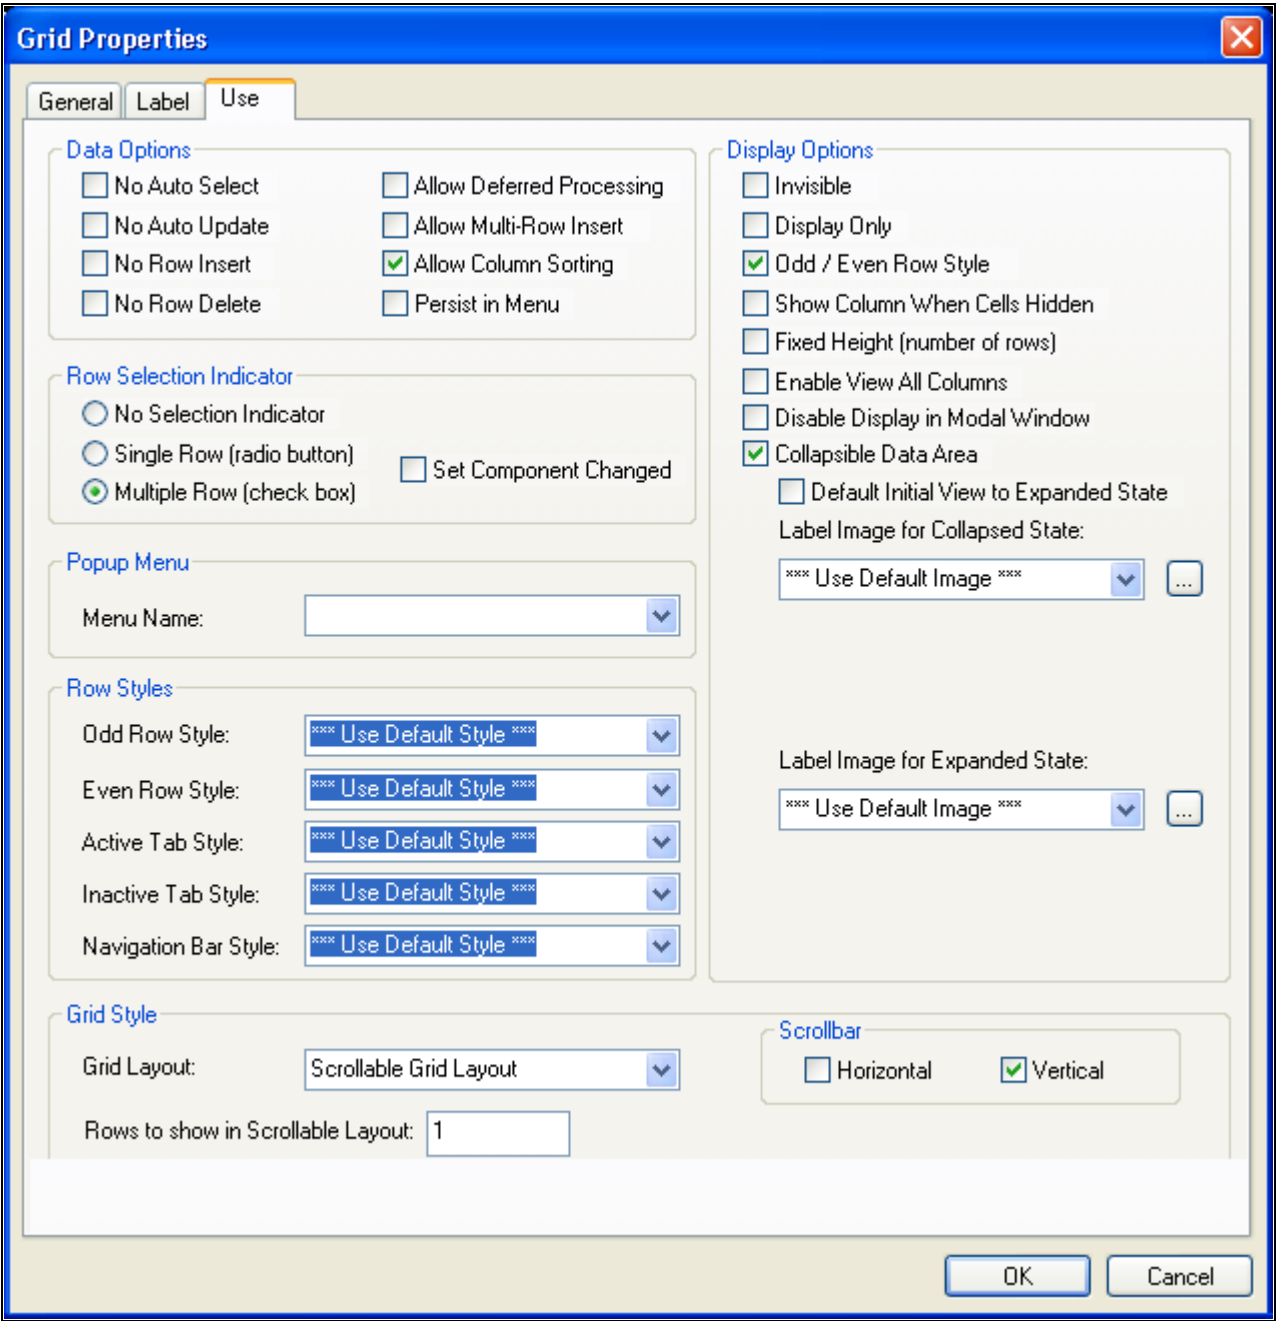 Grid Properties
General Label Use
Data Options
No Auto Select
Allow Deferred Processing
No Auto Update
Allow Multi-Row Insert
No Row Insert
Allow Column Sorting
No Row Delete
Persist in Menu
Row Selection Indicator
No Selection Indicator
Single Row (radio button)
Set Component Changed
Multiple Row (check box)
Popup Menu
Menu Name:
Row Styles
Odd Row Style: *** Use Default Style ***
Even Row Style: *** Use Default Style ***
Active Tab Style: *** Use Default Style ***
Inactive Tab Style: *** Use Default Style ***
Navigation Bar Style: *** Use Default Style ***
Display Options
Invisible
Display Only
Odd / Even Row Style
Show Column When Cells Hidden
Fixed Height (number of rows)
Enable View All Columns
Disable Display in Modal Window
Collapsible Data Area
Default Initial View to Expanded State
Label Image for Collapsed State:
*** Use Default Image *** ...
Label Image for Expanded State:
*** Use Default Image *** ...
Grid Style
Grid Layout: Scrollable Grid Layout
Rows to show in Scrollable Layout: 1
Scrollbar
Horizontal Vertical
OK Cancel